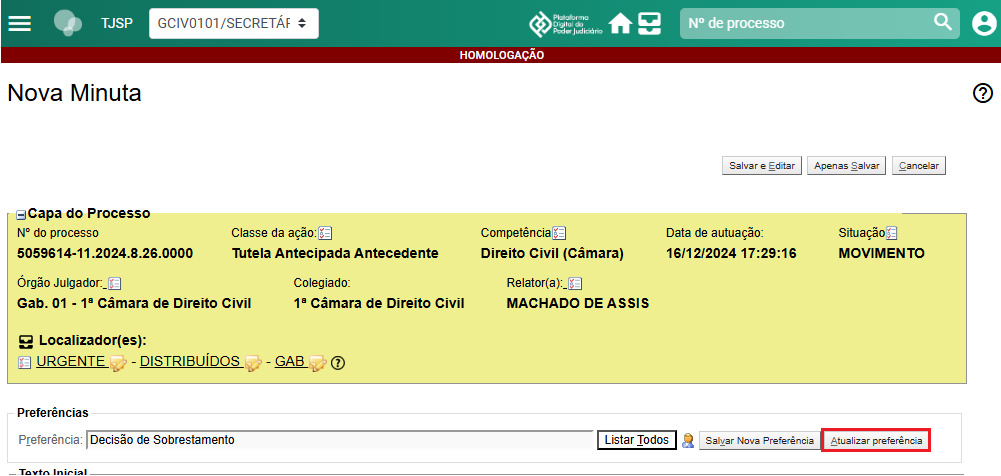 TJSP GCIV0101/SECRETÁF Plataforma Digital do Poder Judiciário Nº de processo
HOMOLOGAÇÃO
Nova Minuta
Salvar e Editar Apenas Salvar Cancelar
Capa do Processo
Nº do processo Classe da ação: Competência Data de autuação: Situação
5059614-11.2024.8.26.0000 Tutela Antecipada Antecedente Direito Civil (Câmara) 16/12/2024 17:29:16 MOVIMENTO
Órgão Julgador: Colegiado: Relator(a):
Gab. 01 - 1ª Câmara de Direito Civil 1ª Câmara de Direito Civil MACHADO DE ASSIS
Localizador(es):
URGENTE - DISTRIBUÍDOS - GAB
Preferências
Preferência: Decisão de Sobrestamento Listar Todos Salvar Nova Preferência Atualizar preferência
Texto Inicial